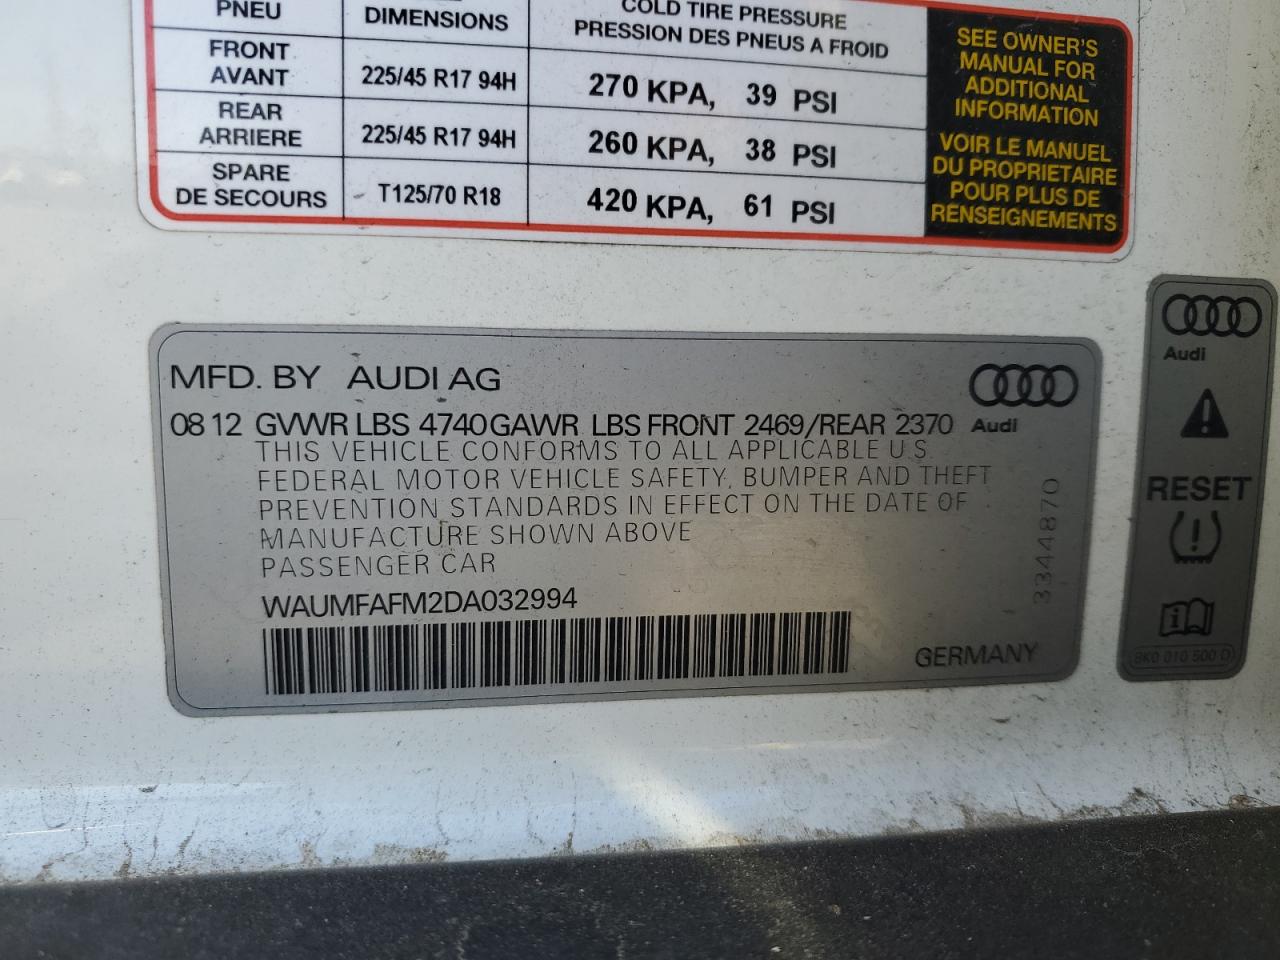 PNEU
DIMENSIONS
COLD TIRE PRESSURE
PRESSION DES PNEUS A FROID
FRONT
AVANT
225/45 R17 94H
270 KPA, 39 PSI
REAR
ARRIERE
225/45 R17 94H
260 KPA, 38 PSI
SPARE
DE SECOURS
T125/70 R18
420 KPA, 61 PSI
SEE OWNER'S
MANUAL FOR
ADDITIONAL
INFORMATION
VOIR LE MANUEL
DU PROPRIETAIRE
POUR PLUS DE
RENSEIGNEMENTS
MFD. BY AUDI AG
08 12 GVWR LBS 4740 GAWR LBS FRONT 2469/REAR 2370
Audi
THIS VEHICLE CONFORMS TO ALL APPLICABLE U.S.
FEDERAL MOTOR VEHICLE SAFETY, BUMPER AND THEFT
PREVENTION STANDARDS IN EFFECT ON THE DATE OF
MANUFACTURE SHOWN ABOVE
PASSENGER CAR
WAUMFAFM2DA032994
GERMANY
3344870
Audi
RESET
8K0 010 500 D